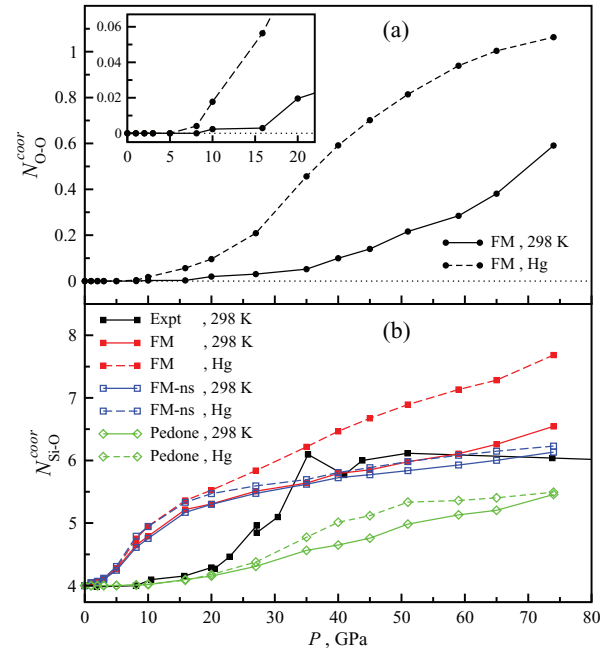 (a)
0.06
0.04
0.02
0
0 5 10 15 20
1
0.8
0.6
0.4
0.2
0
N^{coor}_{O-O}
FM , 298 K
FM , Hg
(b)
8
7
6
5
4
N^{coor}_{Si-O}
Expt , 298 K
FM , 298 K
FM , Hg
FM-ns , 298 K
FM-ns , Hg
Pedone , 298 K
Pedone , Hg
0 10 20 30 40 50 60 70 80
P , GPa